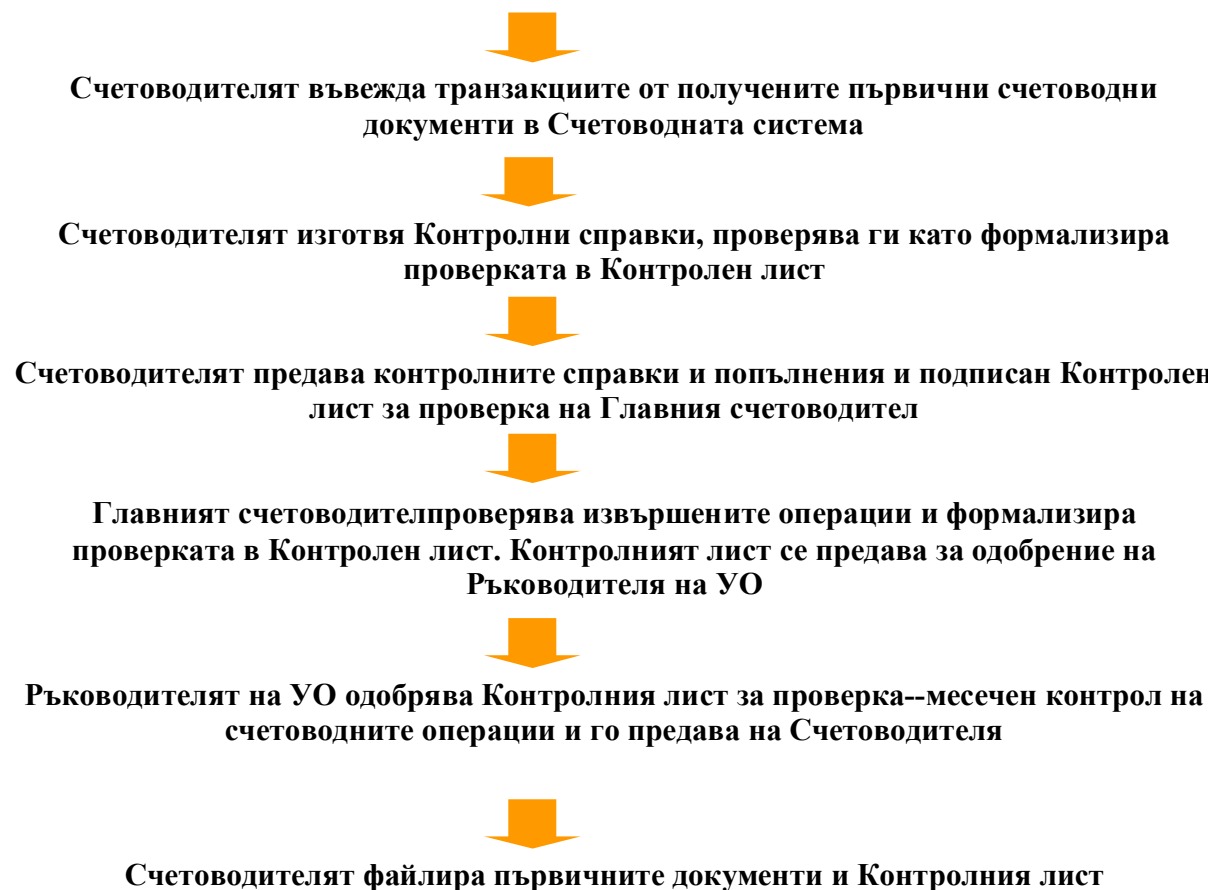 Счетоводителят въвежда транзакциите от получените първични счетоводни
документи в Счетоводната система
Счетоводителят изготвя Контролни справки, проверява ги като формализира
проверката в Контролен лист
Счетоводителят предава контролните справки и попълнения и подписан Контролен
лист за проверка на Главния счетоводител
Главният счетоводителпроверява извършените операции и формализира
проверката в Контролен лист. Контролният лист се предава за одобрение на
Ръководителя на УО
Ръководителят на УО одобрява Контролния лист за проверка--месечен контрол на
счетоводните операции и го предава на Счетоводителя
Счетоводителят файлира първичните документи и Контролния лист